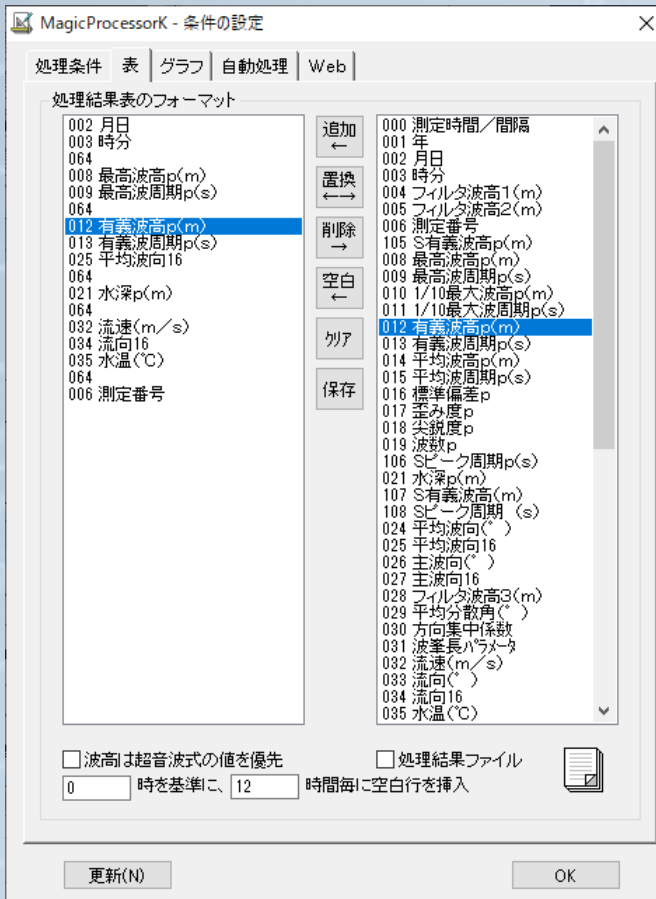 MagicProcessorK - 条件の設定
処理条件 表 グラフ 自動処理 Web
処理結果表のフォーマット
002 月日
003 時分
064
008 最高波高p(m)
009 最高波周期p(s)
064
012 有義波高p(m)
013 有義波周期p(s)
025 平均波向16
064
021 水深p(m)
064
032 流速(m/s)
034 流向16
035 水温(℃)
064
006 測定番号
追加
←
置換
←→
削除
→
空白
←
クリア
保存
000 測定時間/間隔
001 年
002 月日
003 時分
004 フィルタ波高1(m)
005 フィルタ波高2(m)
006 測定番号
105 S有義波高p(m)
008 最高波高p(m)
009 最高波周期p(s)
010 1/10最大波高p(m)
011 1/10最大波周期p(s)
012 有義波高p(m)
013 有義波周期p(s)
014 平均波高p(m)
015 平均波周期p(s)
016 標準偏差p
017 歪み度p
018 尖鋭度p
019 波数p
106 Sピーク周期p(s)
021 水深p(m)
107 S有義波高(m)
108 Sピーク周期 (s)
024 平均波向(゜)
025 平均波向16
026 主波向(゜)
027 主波向16
028 フィルタ波高3(m)
029 平均分散角(゜)
030 方向集中係数
031 波峯長パラメータ
032 流速(m/s)
033 流向(゜)
034 流向16
035 水温(℃)
波高は超音波式の値を優先
処理結果ファイル
0 時を基準に、 12 時間毎に空白行を挿入
更新(N)
OK